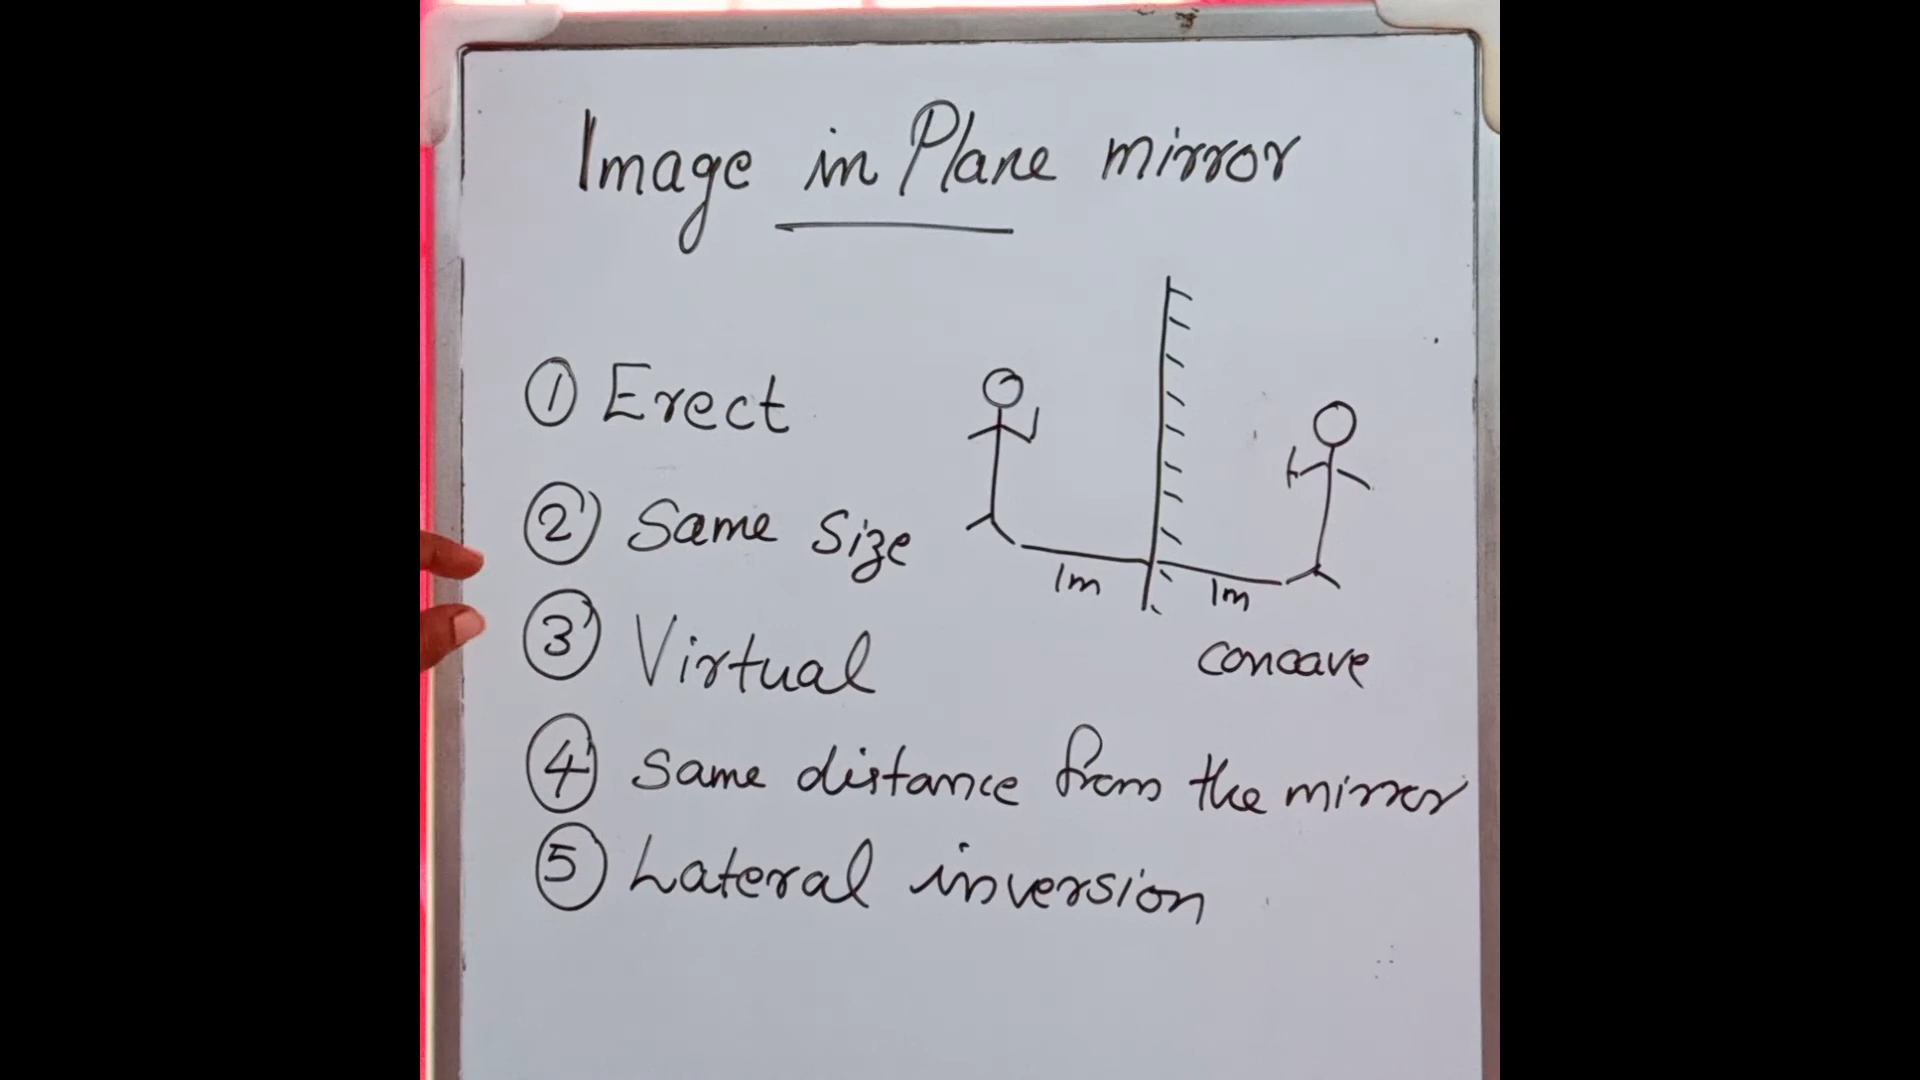 Image in Plane mirror
① Erect
② Same Size
1m 1m
③ Virtual
concave
④ Same distance from the mirror
⑤ Lateral inversion